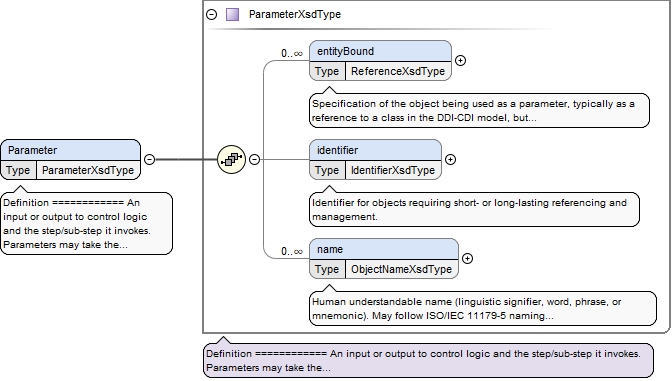 ParameterXsdType
0..∞
entityBound
Type ReferenceXsdType
Specification of the object being used as a parameter, typically as a
reference to a class in the DDI-CDI model, but...
Parameter
Type ParameterXsdType
Definition ============ An
input or output to control logic
and the step/sub-step it invokes.
Parameters may take the...
identifier
Type IdentifierXsdType
Identifier for objects requiring short- or long-lasting referencing and
management.
0..∞
name
Type ObjectNameXsdType
Human understandable name (linguistic signifier, word, phrase, or
mnemonic). May follow ISO/IEC 11179-5 naming...
Definition ============ An input or output to control logic and the step/sub-step it invokes.
Parameters may take the...